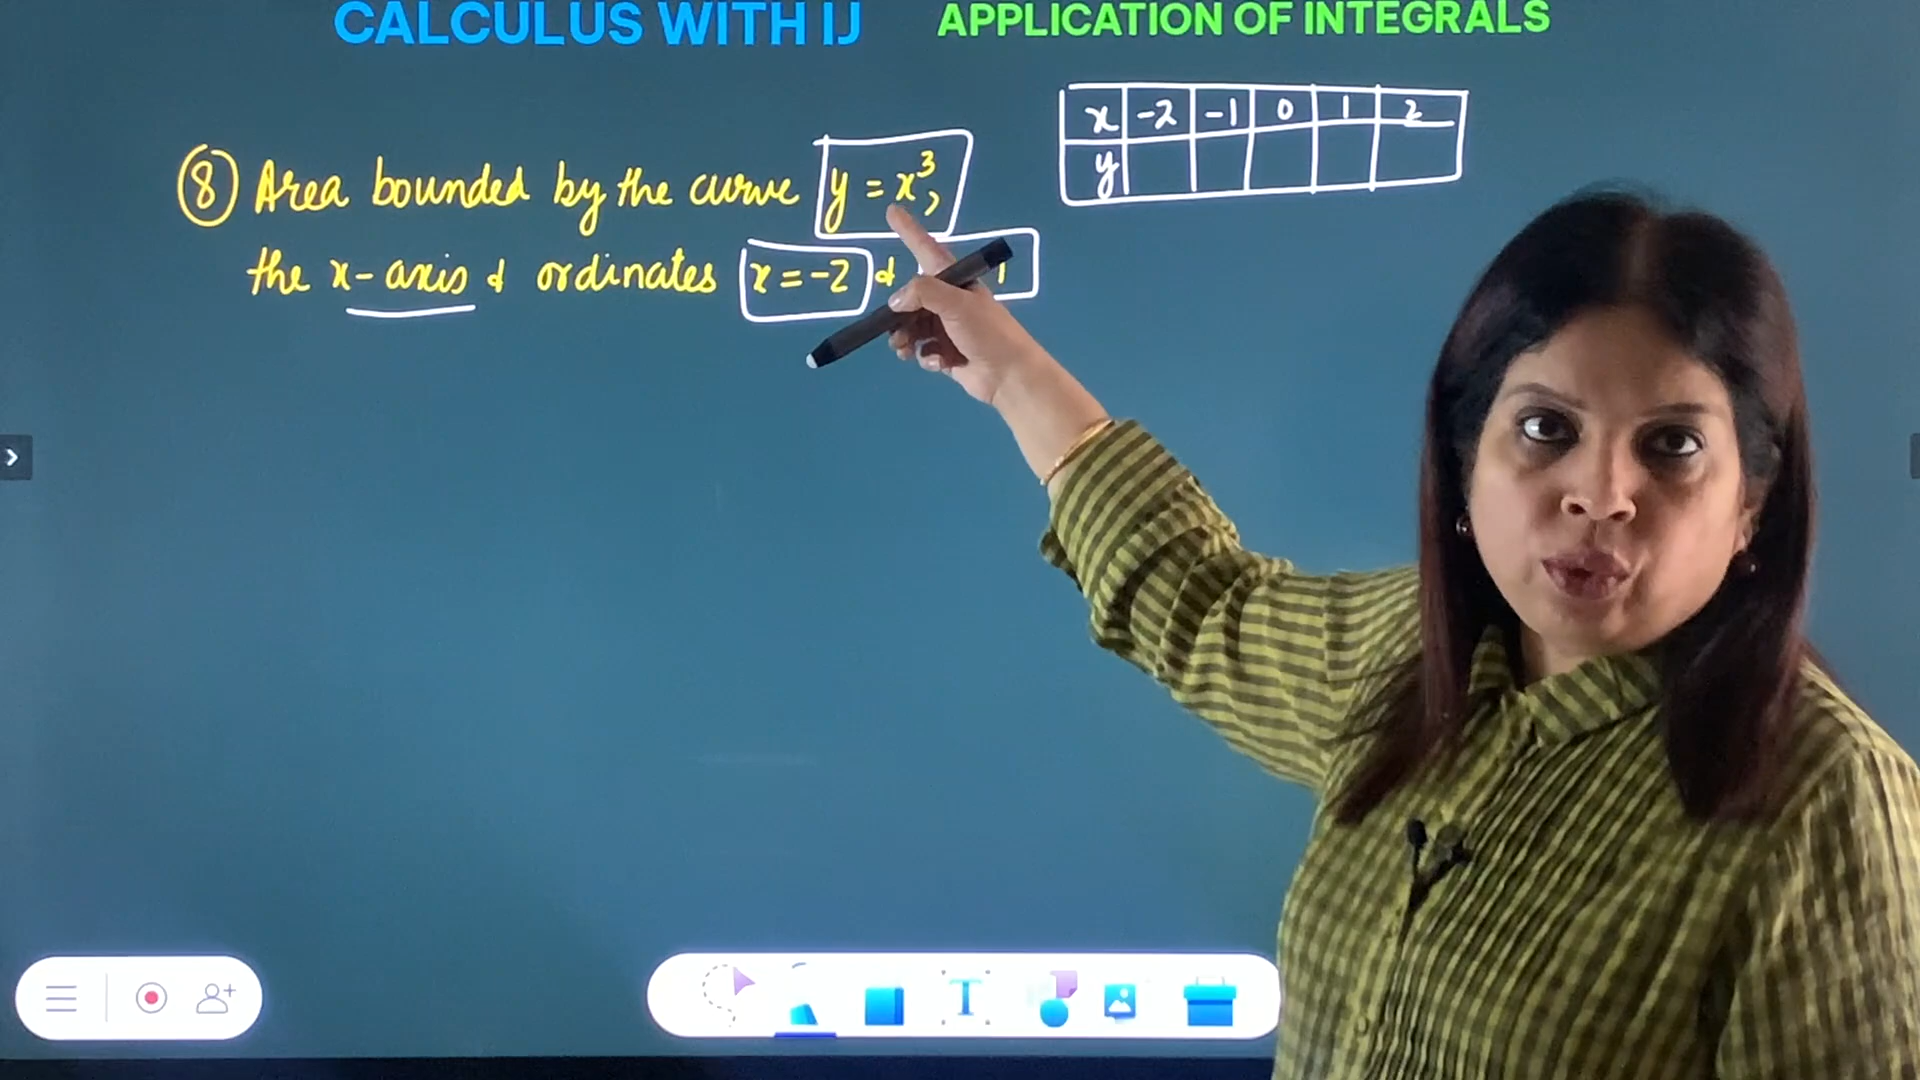 CALCULUS WITH IJ APPLICATION OF INTEGRALS
x -2 -1 0 1 2
y
8 Area bounded by the curve y = x³,
the x-axis & ordinates x = -2 & 1
T